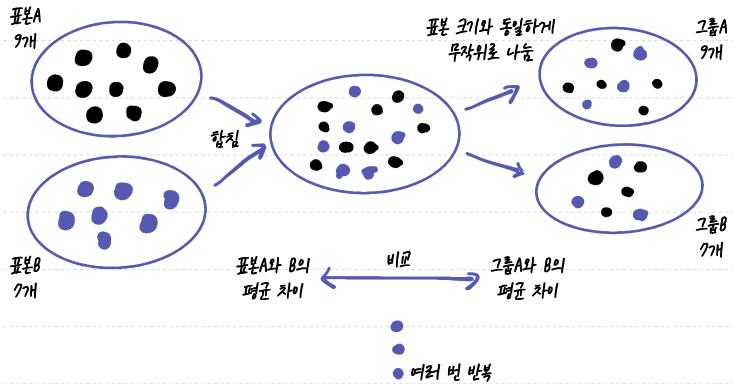 표본A
9개
합침
표본B
7개
표본 크기와 동일하게
무작위로 나눔
그룹A
9개
그룹B
7개
표본A와 B의
평균 차이
비교
그룹A와 B의
평균 차이
여러 번 반복